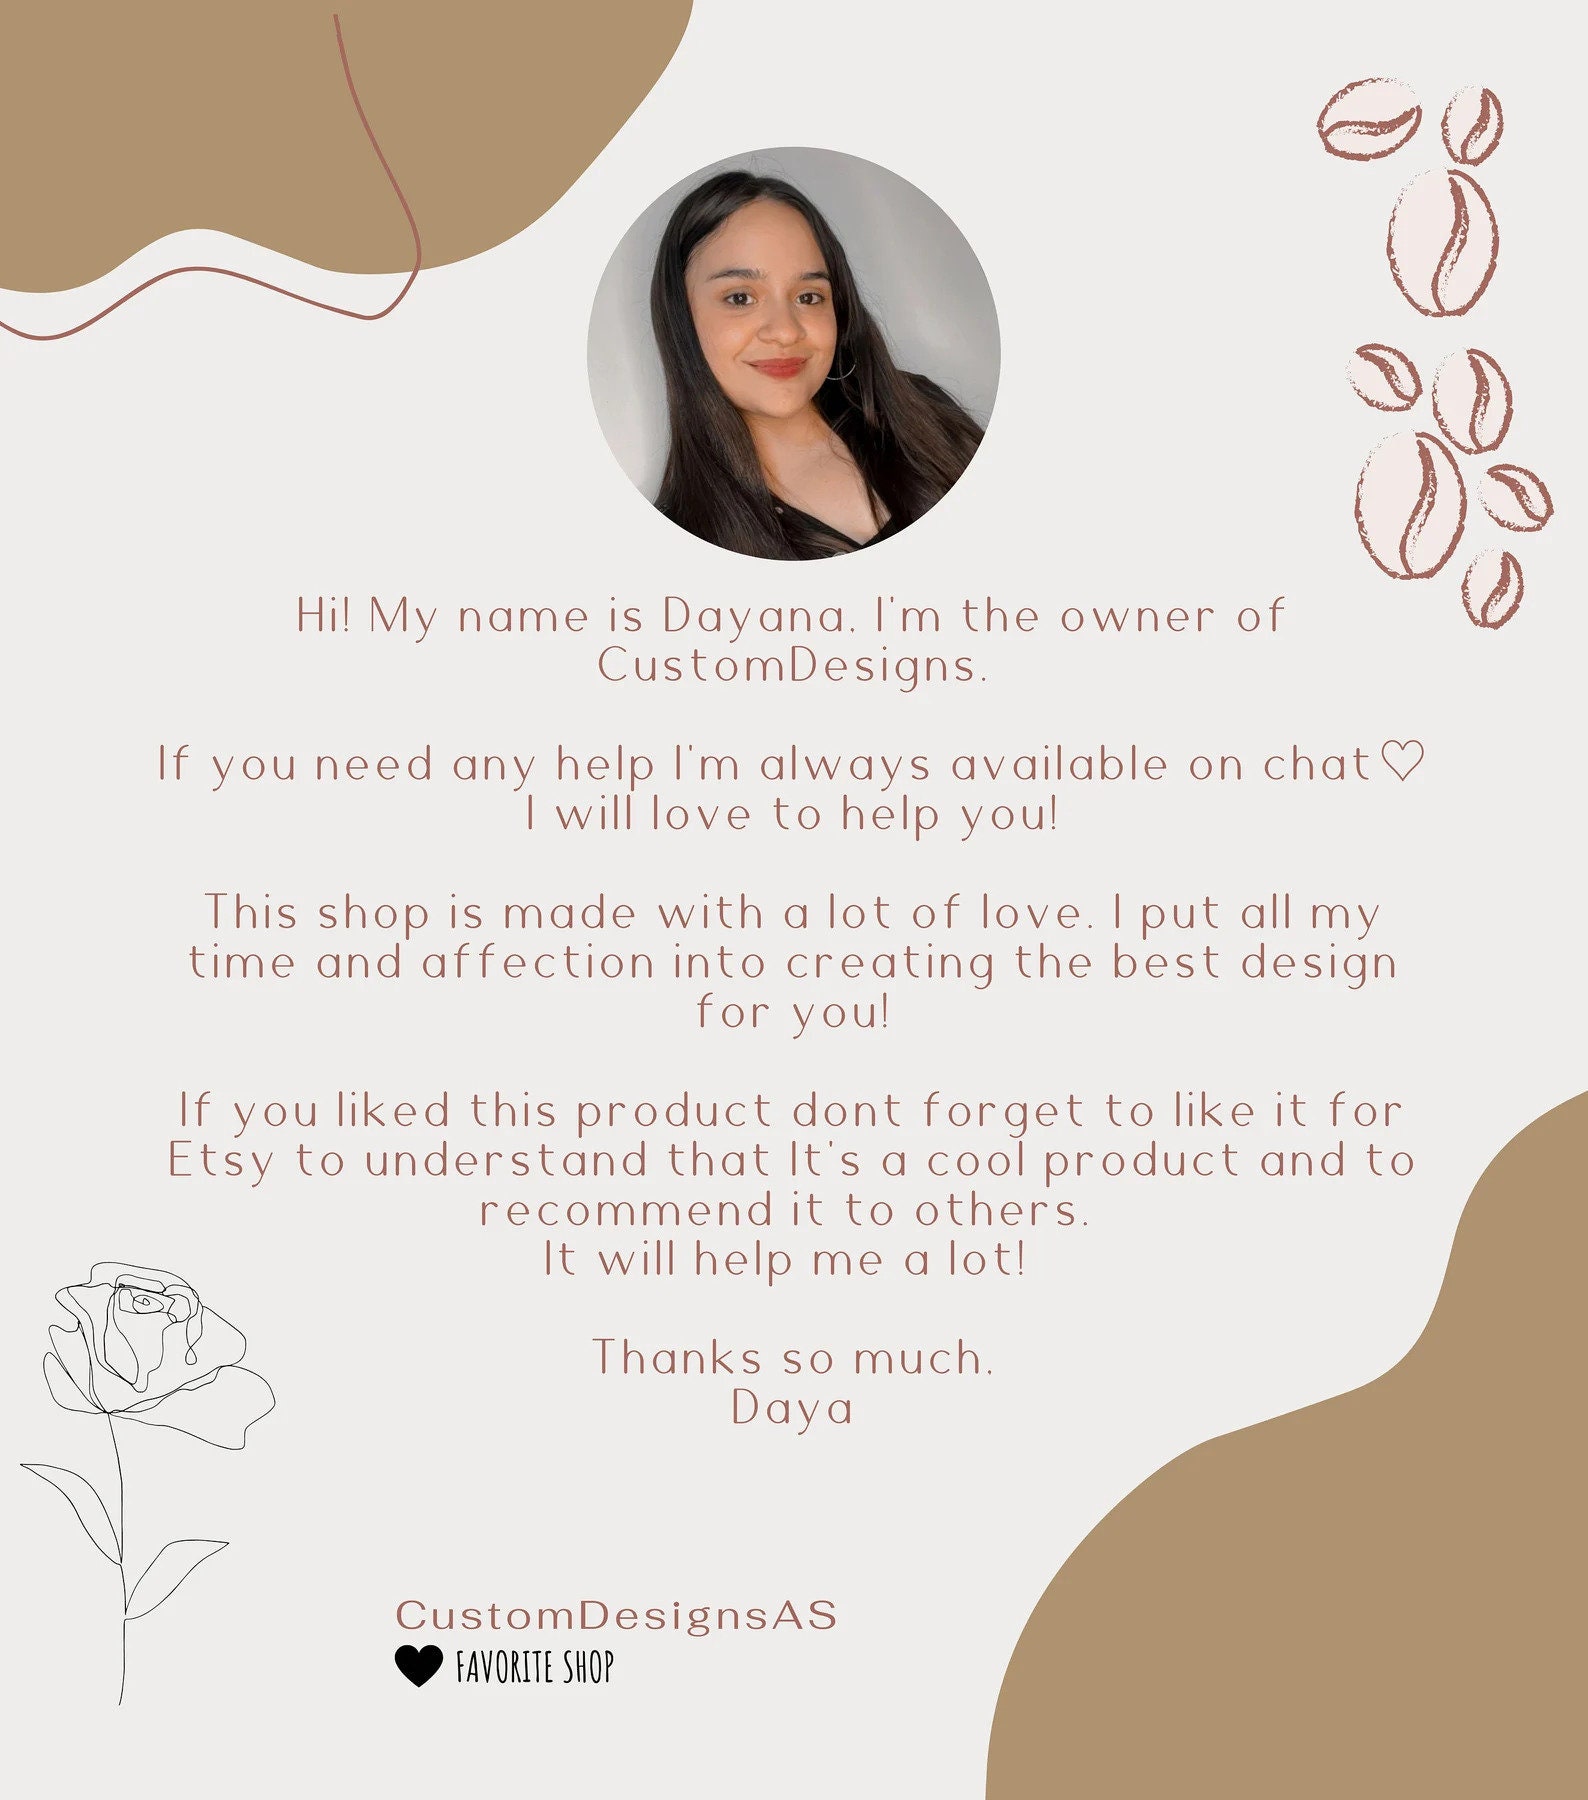 Hi! My name is Dayana, I'm the owner of
CustomDesigns.
If you need any help I'm always available on chat♡
I will love to help you!
This shop is made with a lot of love. I put all my
time and affection into creating the best design
for you!
If you liked this product dont forget to like it for
Etsy to understand that It's a cool product and to
recommend it to others.
It will help me a lot!
Thanks so much,
Daya
CustomDesignsAS
FAVORITE SHOP